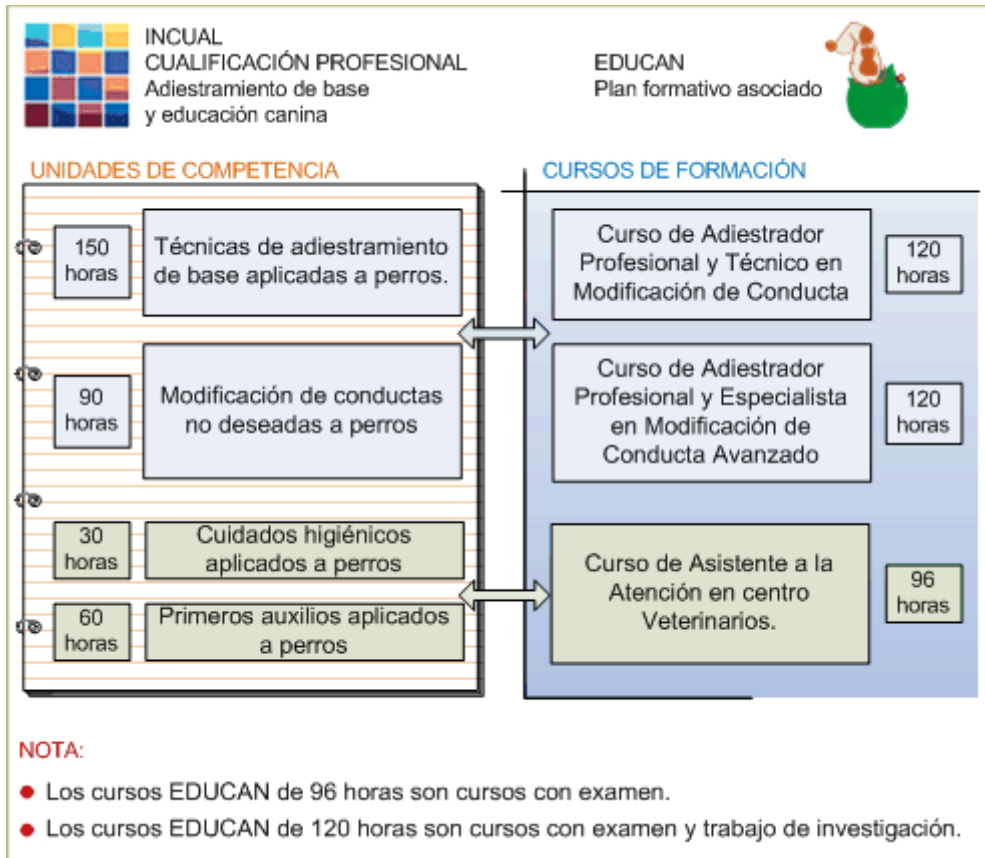 INCUAL
CUALIFICACIÓN PROFESIONAL
Adiestramiento de base
y educación canina
EDUCAN
Plan formativo asociado
UNIDADES DE COMPETENCIA
150
horas
Técnicas de adiestramiento
de base aplicadas a perros.
90
horas
Modificación de conductas
no deseadas a perros
30
horas
Cuidados higiénicos
aplicados a perros
60
horas
Primeros auxilios aplicados
a perros
CURSOS DE FORMACIÓN
Curso de Adiestrador
Profesional y Técnico en
Modificación de Conducta
120
horas
Curso de Adiestrador
Profesional y Especialista
en Modificación de
Conducta Avanzado
120
horas
Curso de Asistente a la
Atención en centro
Veterinarios.
96
horas
NOTA:
Los cursos EDUCAN de 96 horas son cursos con examen.
Los cursos EDUCAN de 120 horas son cursos con examen y trabajo de investigación.